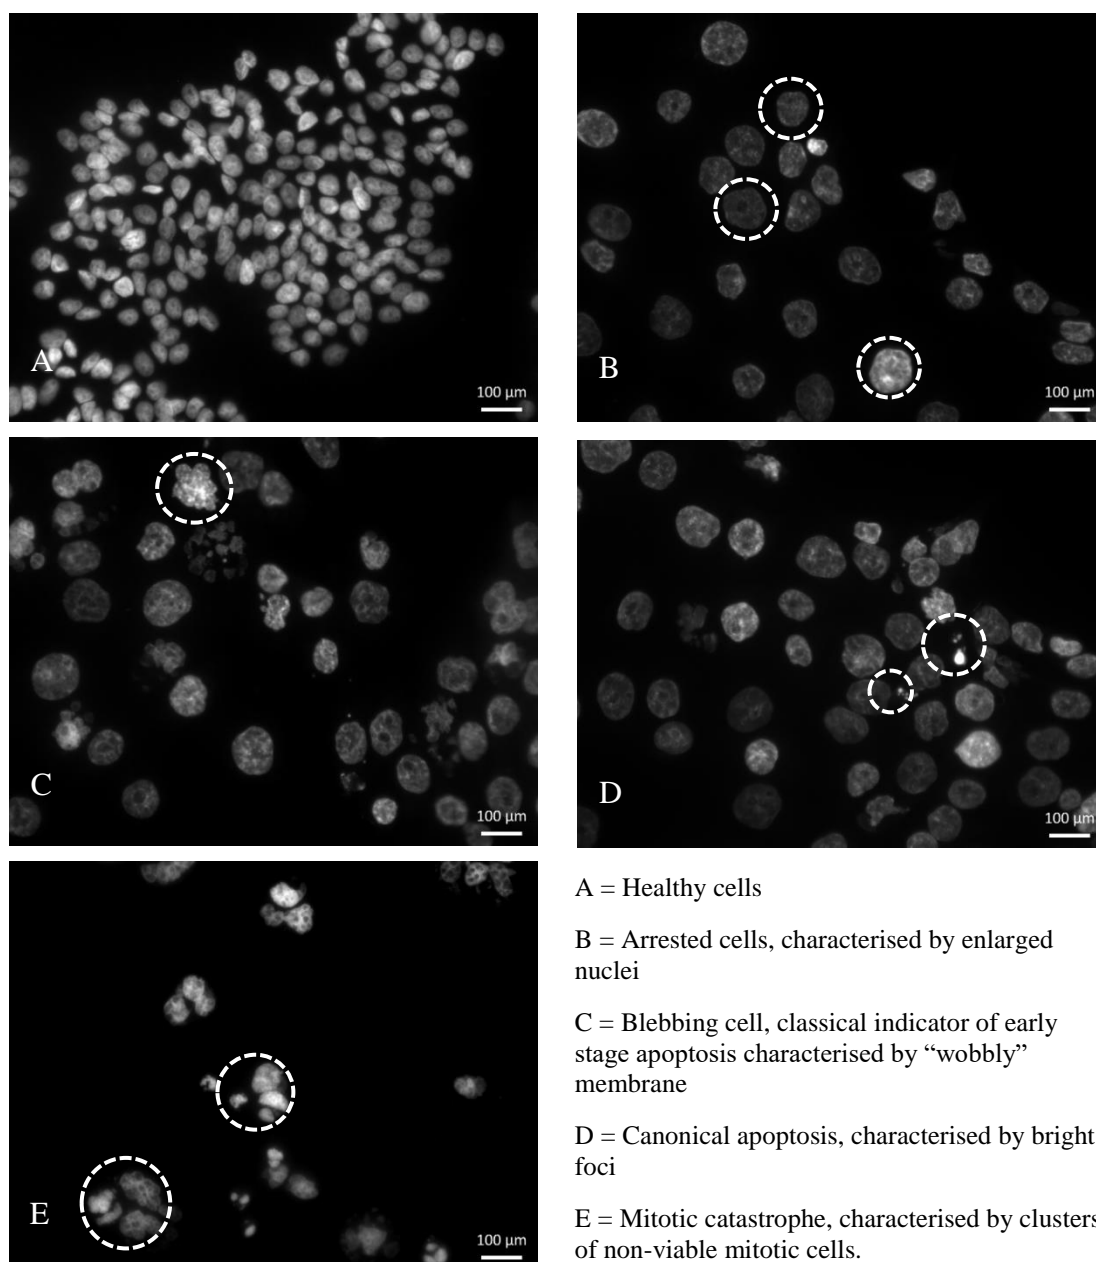 A
100 µm
B
100 µm
C
100 µm
D
100 µm
E
100 µm
A = Healthy cells
B = Arrested cells, characterised by enlarged
nuclei
C = Blebbing cell, classical indicator of early
stage apoptosis characterised by “wobbly”
membrane
D = Canonical apoptosis, characterised by bright
foci
E = Mitotic catastrophe, characterised by clusters
of non-viable mitotic cells.